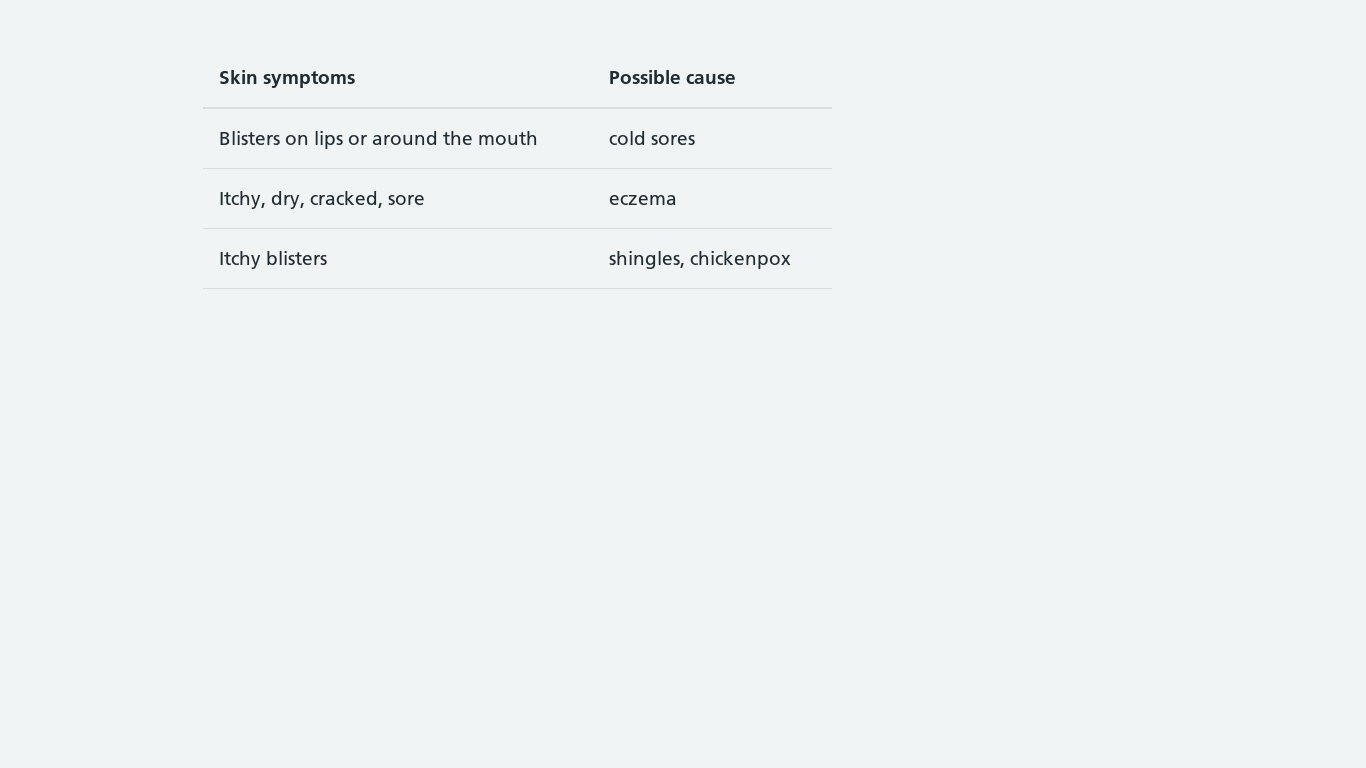 Skin symptoms Possible cause
Blisters on lips or around the mouth cold sores
Itchy, dry, cracked, sore eczema
Itchy blisters shingles, chickenpox